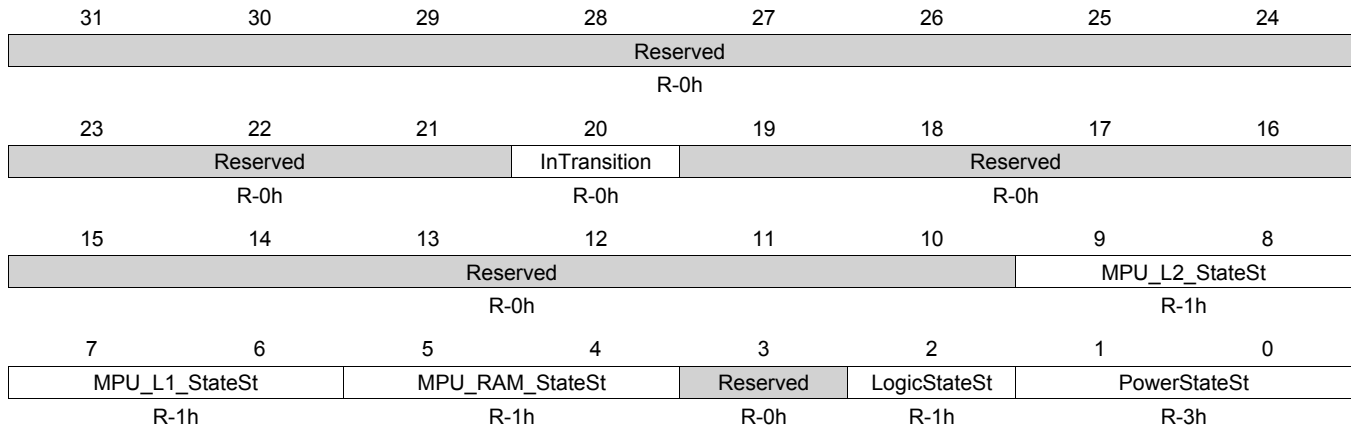 31 30 29 28 27 26 25 24
Reserved
R-0h
23 22 21 20 19 18 17 16
Reserved InTransition Reserved
R-0h R-0h R-0h
15 14 13 12 11 10 9 8
Reserved MPU_L2_StateSt
R-0h R-1h
7 6 5 4 3 2 1 0
MPU_L1_StateSt MPU_RAM_StateSt Reserved LogicStateSt PowerStateSt
R-1h R-1h R-0h R-1h R-3h